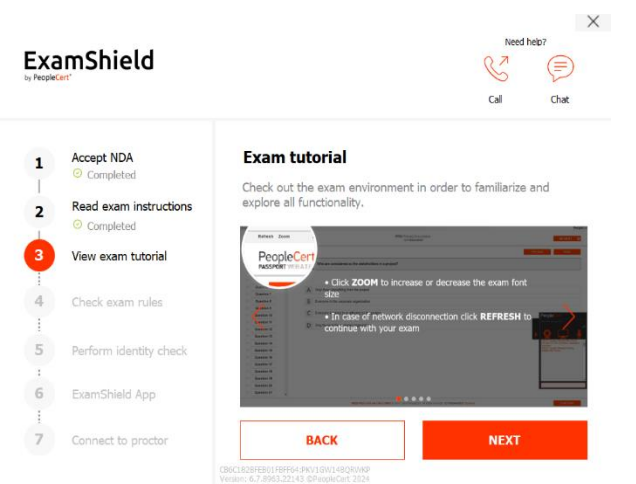 Need help?
ExamShield
by PeopleCert
Call
Chat
1
Accept NDA
Completed
2
Read exam instructions
Completed
3
View exam tutorial
4
Check exam rules
5
Perform identity check
6
ExamShield App
7
Connect to proctor
Exam tutorial
Check out the exam environment in order to familiarize and
explore all functionality.
Refresh Zoom
PeopleCert
PASSPORT
• Click ZOOM to increase or decrease the exam font
size
• In case of network disconnection click REFRESH to
continue with your exam
BACK
NEXT
Version: 6.7.8963.22143 ©PeopleCert 2024